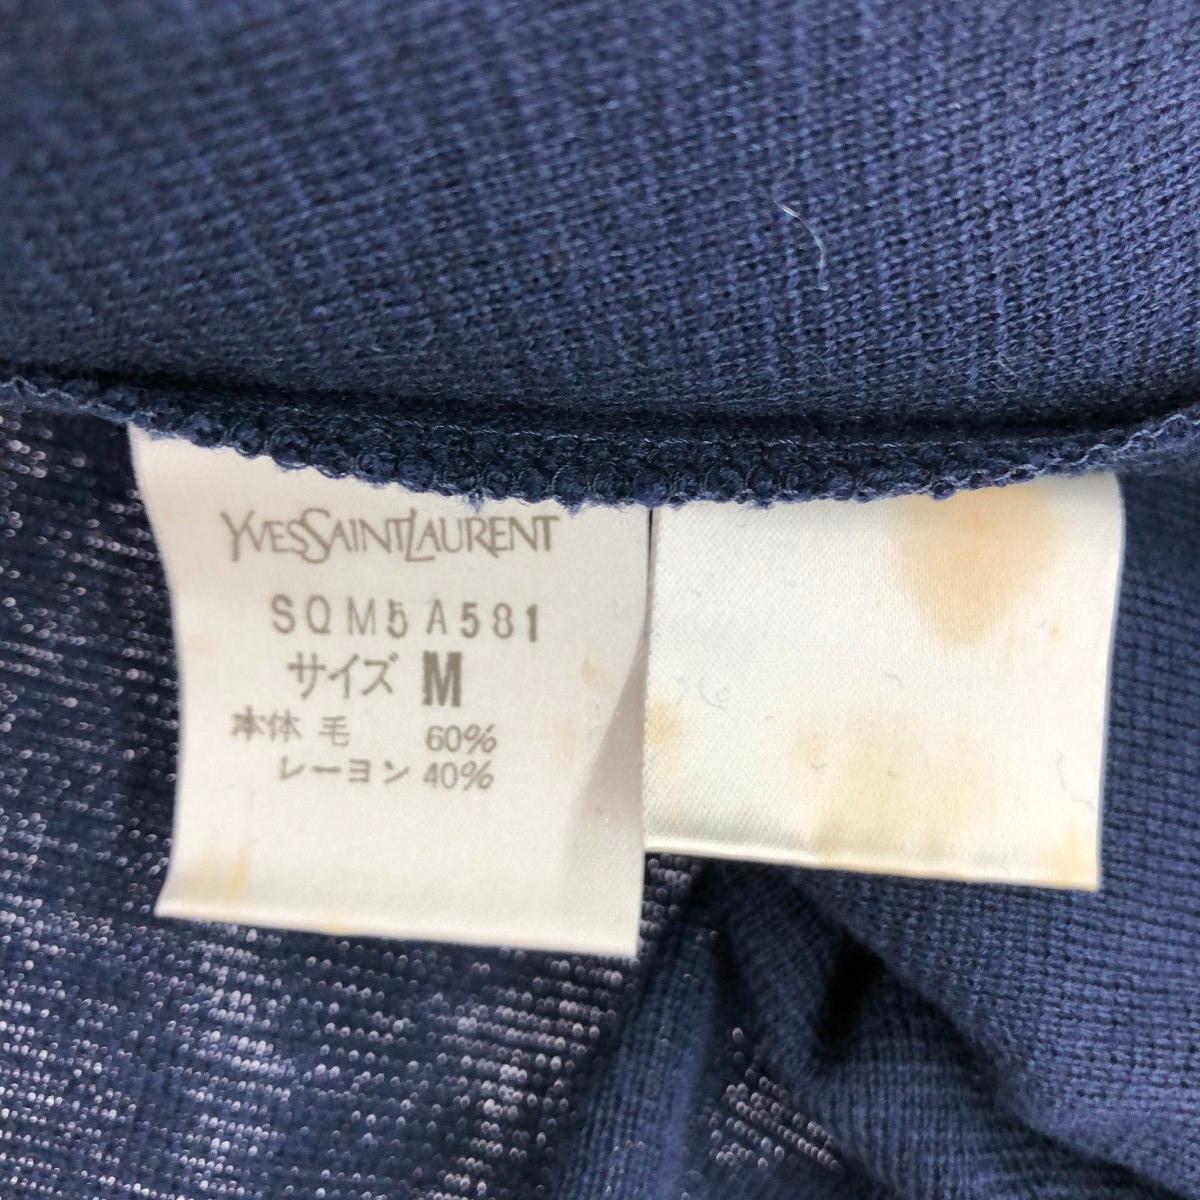 YVESSAINTLAURENT
SQM5A581
サイズ M
本体 毛 60%
レーヨン 40%